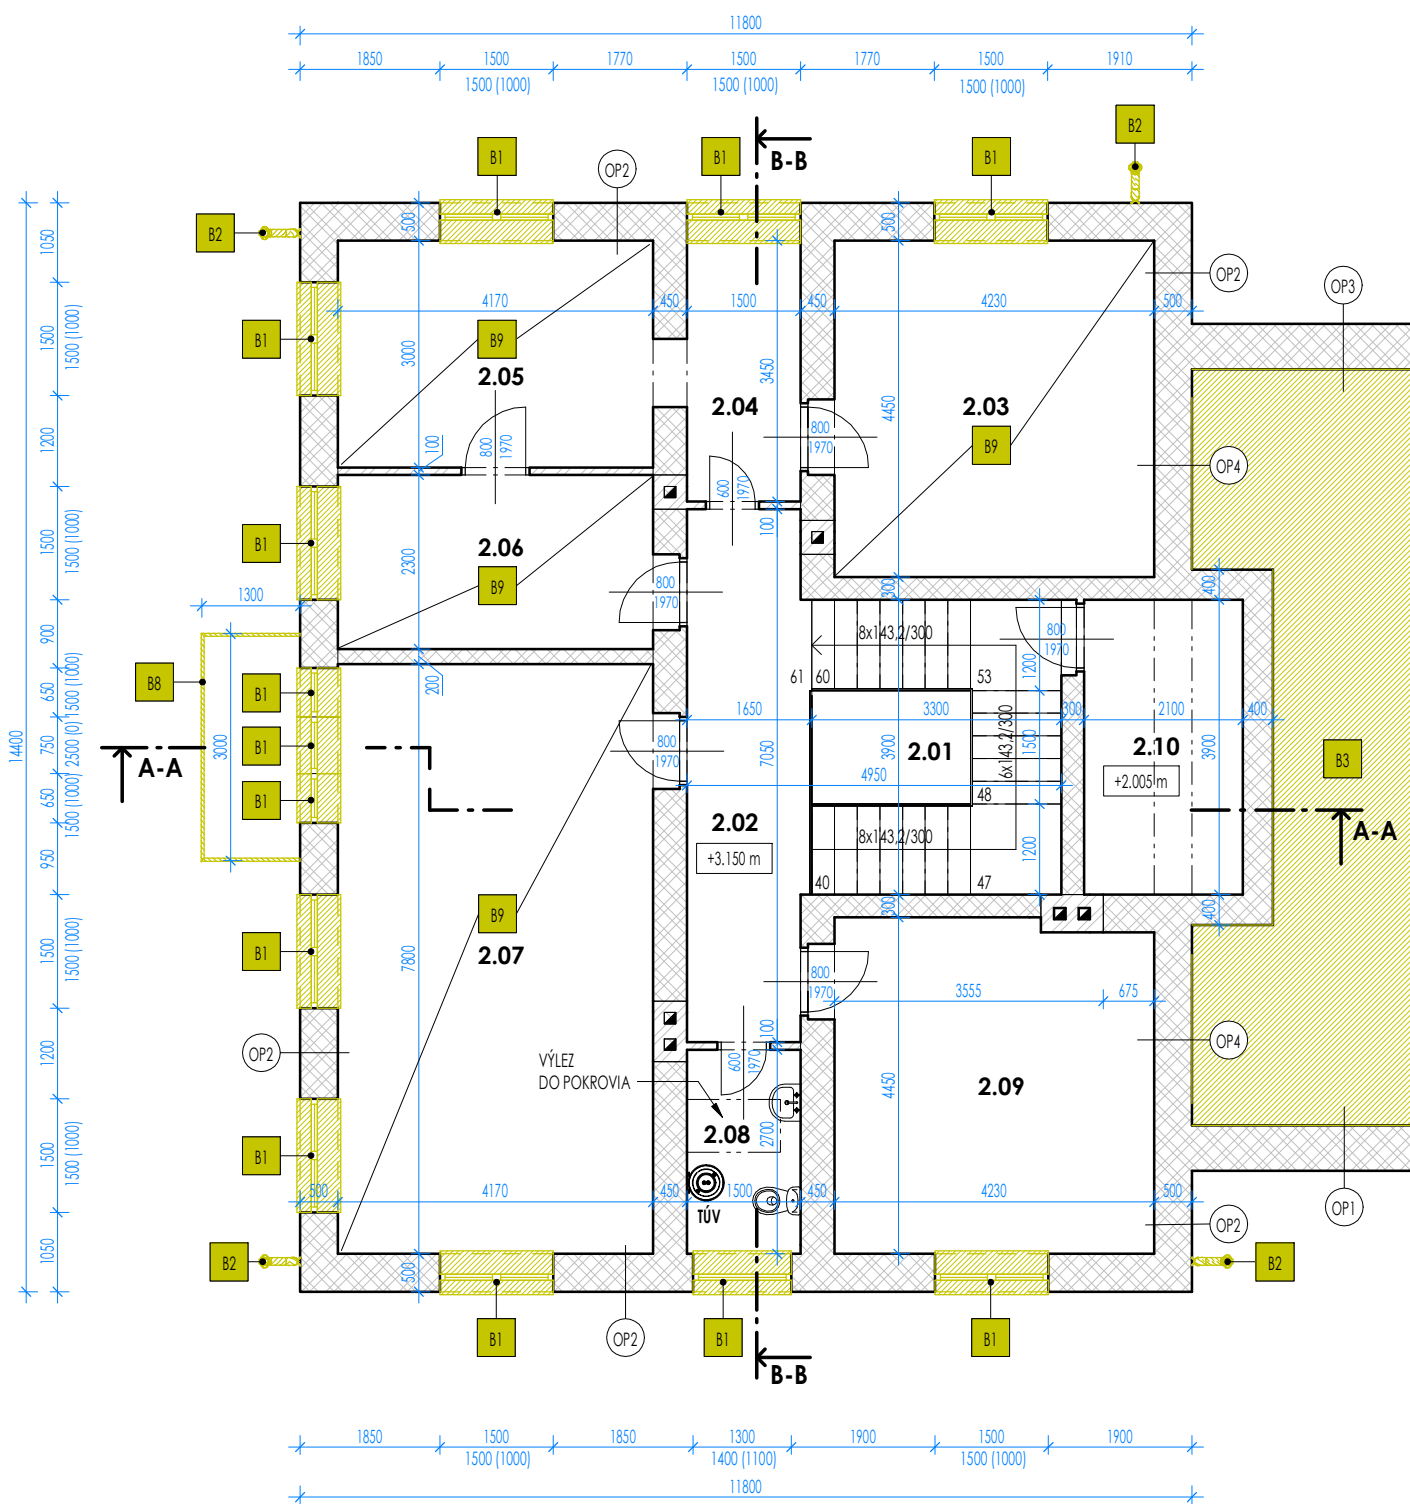 11800
1850 1500 1770 1500 1770 1500 1910
1500 (1000) 1500 (1000) 1500 (1000)
B2
B1 OP2 B1 B-B B1
B2
14400
1050
1500
1500 (1000)
1200
1500
1500 (1000)
900
650
1500 (1000)
750
2500 (0)
650
1500 (1000)
950
1500
1500 (1000)
1200
1500
1500 (1000)
1050
500 500
OP2
OP3
4170 450 1500 450 4230 500
B1
B9
2.05
3000
3450
2.04
4450
2.03
B9
OP4
100
800
1970
800
1970
600
1970
100
B1
2.06
B9
2300
800
1970
300
400
1300
8x143,2/300
800
1970
1200
61 60 53
B8
3000
B1
B1
B1
200
1650 3300 300 2100 400
6x143,2/300
1500
800
1970
7050
3900
2.01
4950
2.10
+2.005 m
3900
A-A
B3
A-A
48
2.02
+3.150 m
8x143,2/300
1200
40 47
300
400
B1
B9
2.07
7800
800
1970
3555 675
OP2
VÝLEZ
DO POKROVIA
100
600
1970
OP4
4450
2.09
2.08
2700
B1
500 4170 450 1500 450 4230 500
TÚV
OP1
OP2
B2
500
B2
B1 OP2 B1 B-B B1
1850 1500 1850 1300 1900 1500 1900
1500 (1000) 1400 (1100) 1500 (1000)
11800